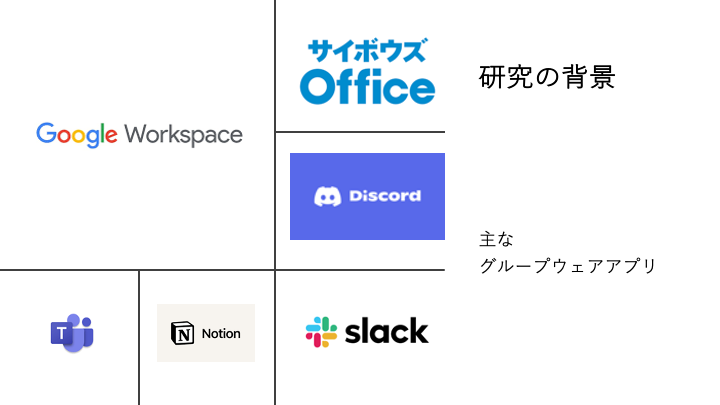 Google Workspace
サイボウズ
Office
Discord
T
N Notion
slack
研究の背景
主な
グループウェアアプリ